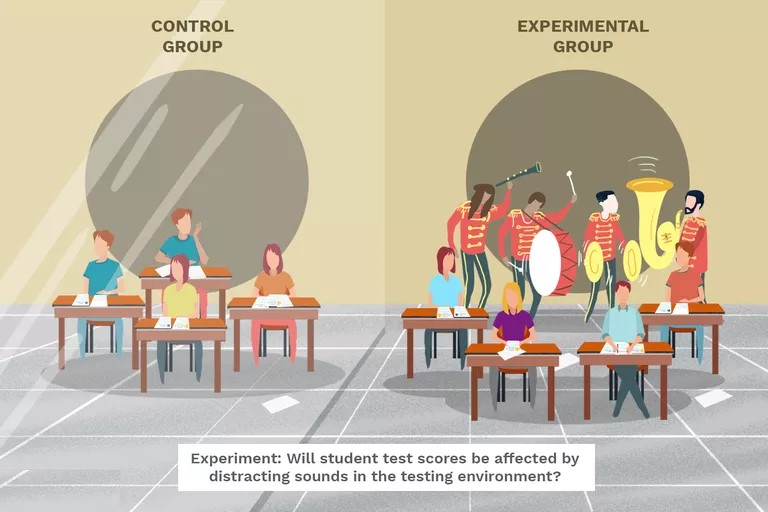 CONTROL
GROUP
EXPERIMENTAL
GROUP
Experiment: Will student test scores be affected by
distracting sounds in the testing environment?